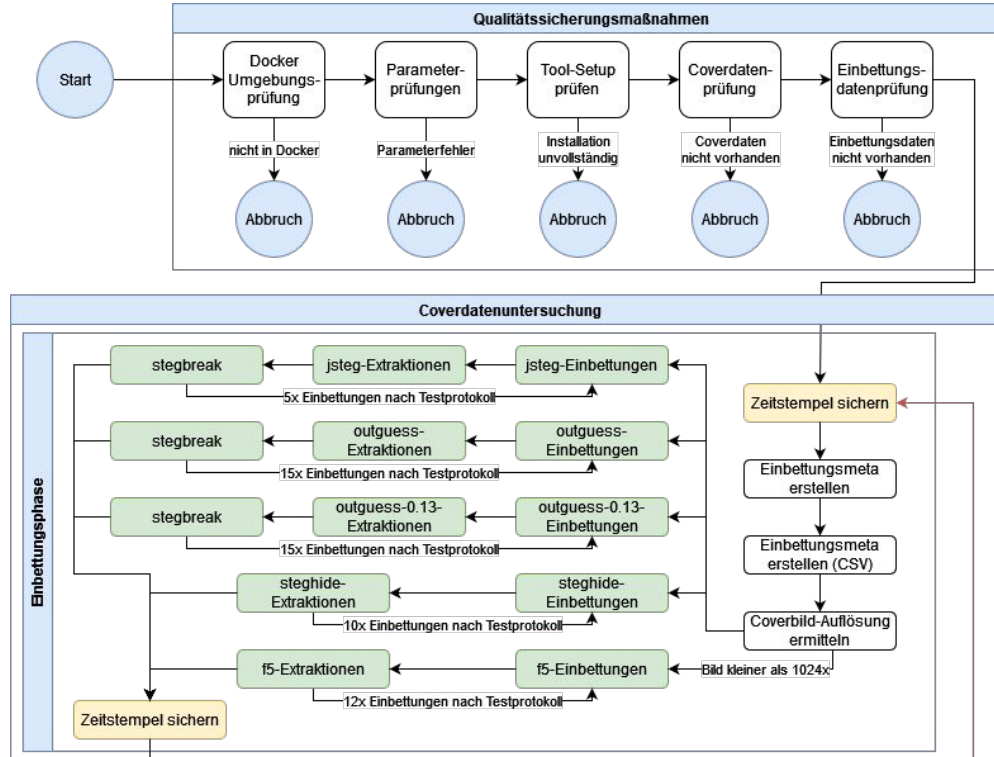 Qualitätssicherungsmaßnahmen
Start
Docker
Umgebungs-
prüfung
Parameter-
prüfungen
Tool-Setup
prüfen
Coverdaten-
prüfung
Einbettungs-
datenprüfung
nicht in Docker
Parameterfehler
Installation
unvollständig
Coverdaten
nicht vorhanden
Einbettungsdaten
nicht vorhanden
Abbruch
Abbruch
Abbruch
Abbruch
Abbruch
Coverdatenuntersuchung
Einbettungsphase
stegbreak
jsteg-Extraktionen
jsteg-Einbettungen
5x Einbettungen nach Testprotokoll
Zeitstempel sichern
stegbreak
outguess-
Extraktionen
outguess-
Einbettungen
15x Einbettungen nach Testprotokoll
Einbettungsmeta
erstellen
stegbreak
outguess-0.13-
Extraktionen
outguess-0.13-
Einbettungen
15x Einbettungen nach Testprotokoll
Einbettungsmeta
erstellen (CSV)
steghide-
Extraktionen
steghide-
Einbettungen
10x Einbettungen nach Testprotokoll
Coverbild-Auflösung
ermitteln
f5-Extraktionen
f5-Einbettungen
Bild kleiner als 1024x
12x Einbettungen nach Testprotokoll
Zeitstempel sichern